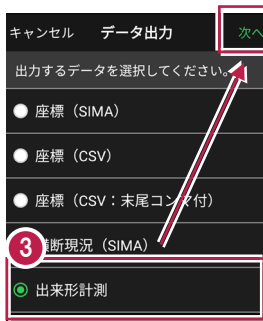 キャンセル データ出力 次へ
出力するデータを選択してください。
座標（SIMA）
座標（CSV）
座標（CSV：末尾コンマ付）
断現況（SIMA）
3
出来形計測